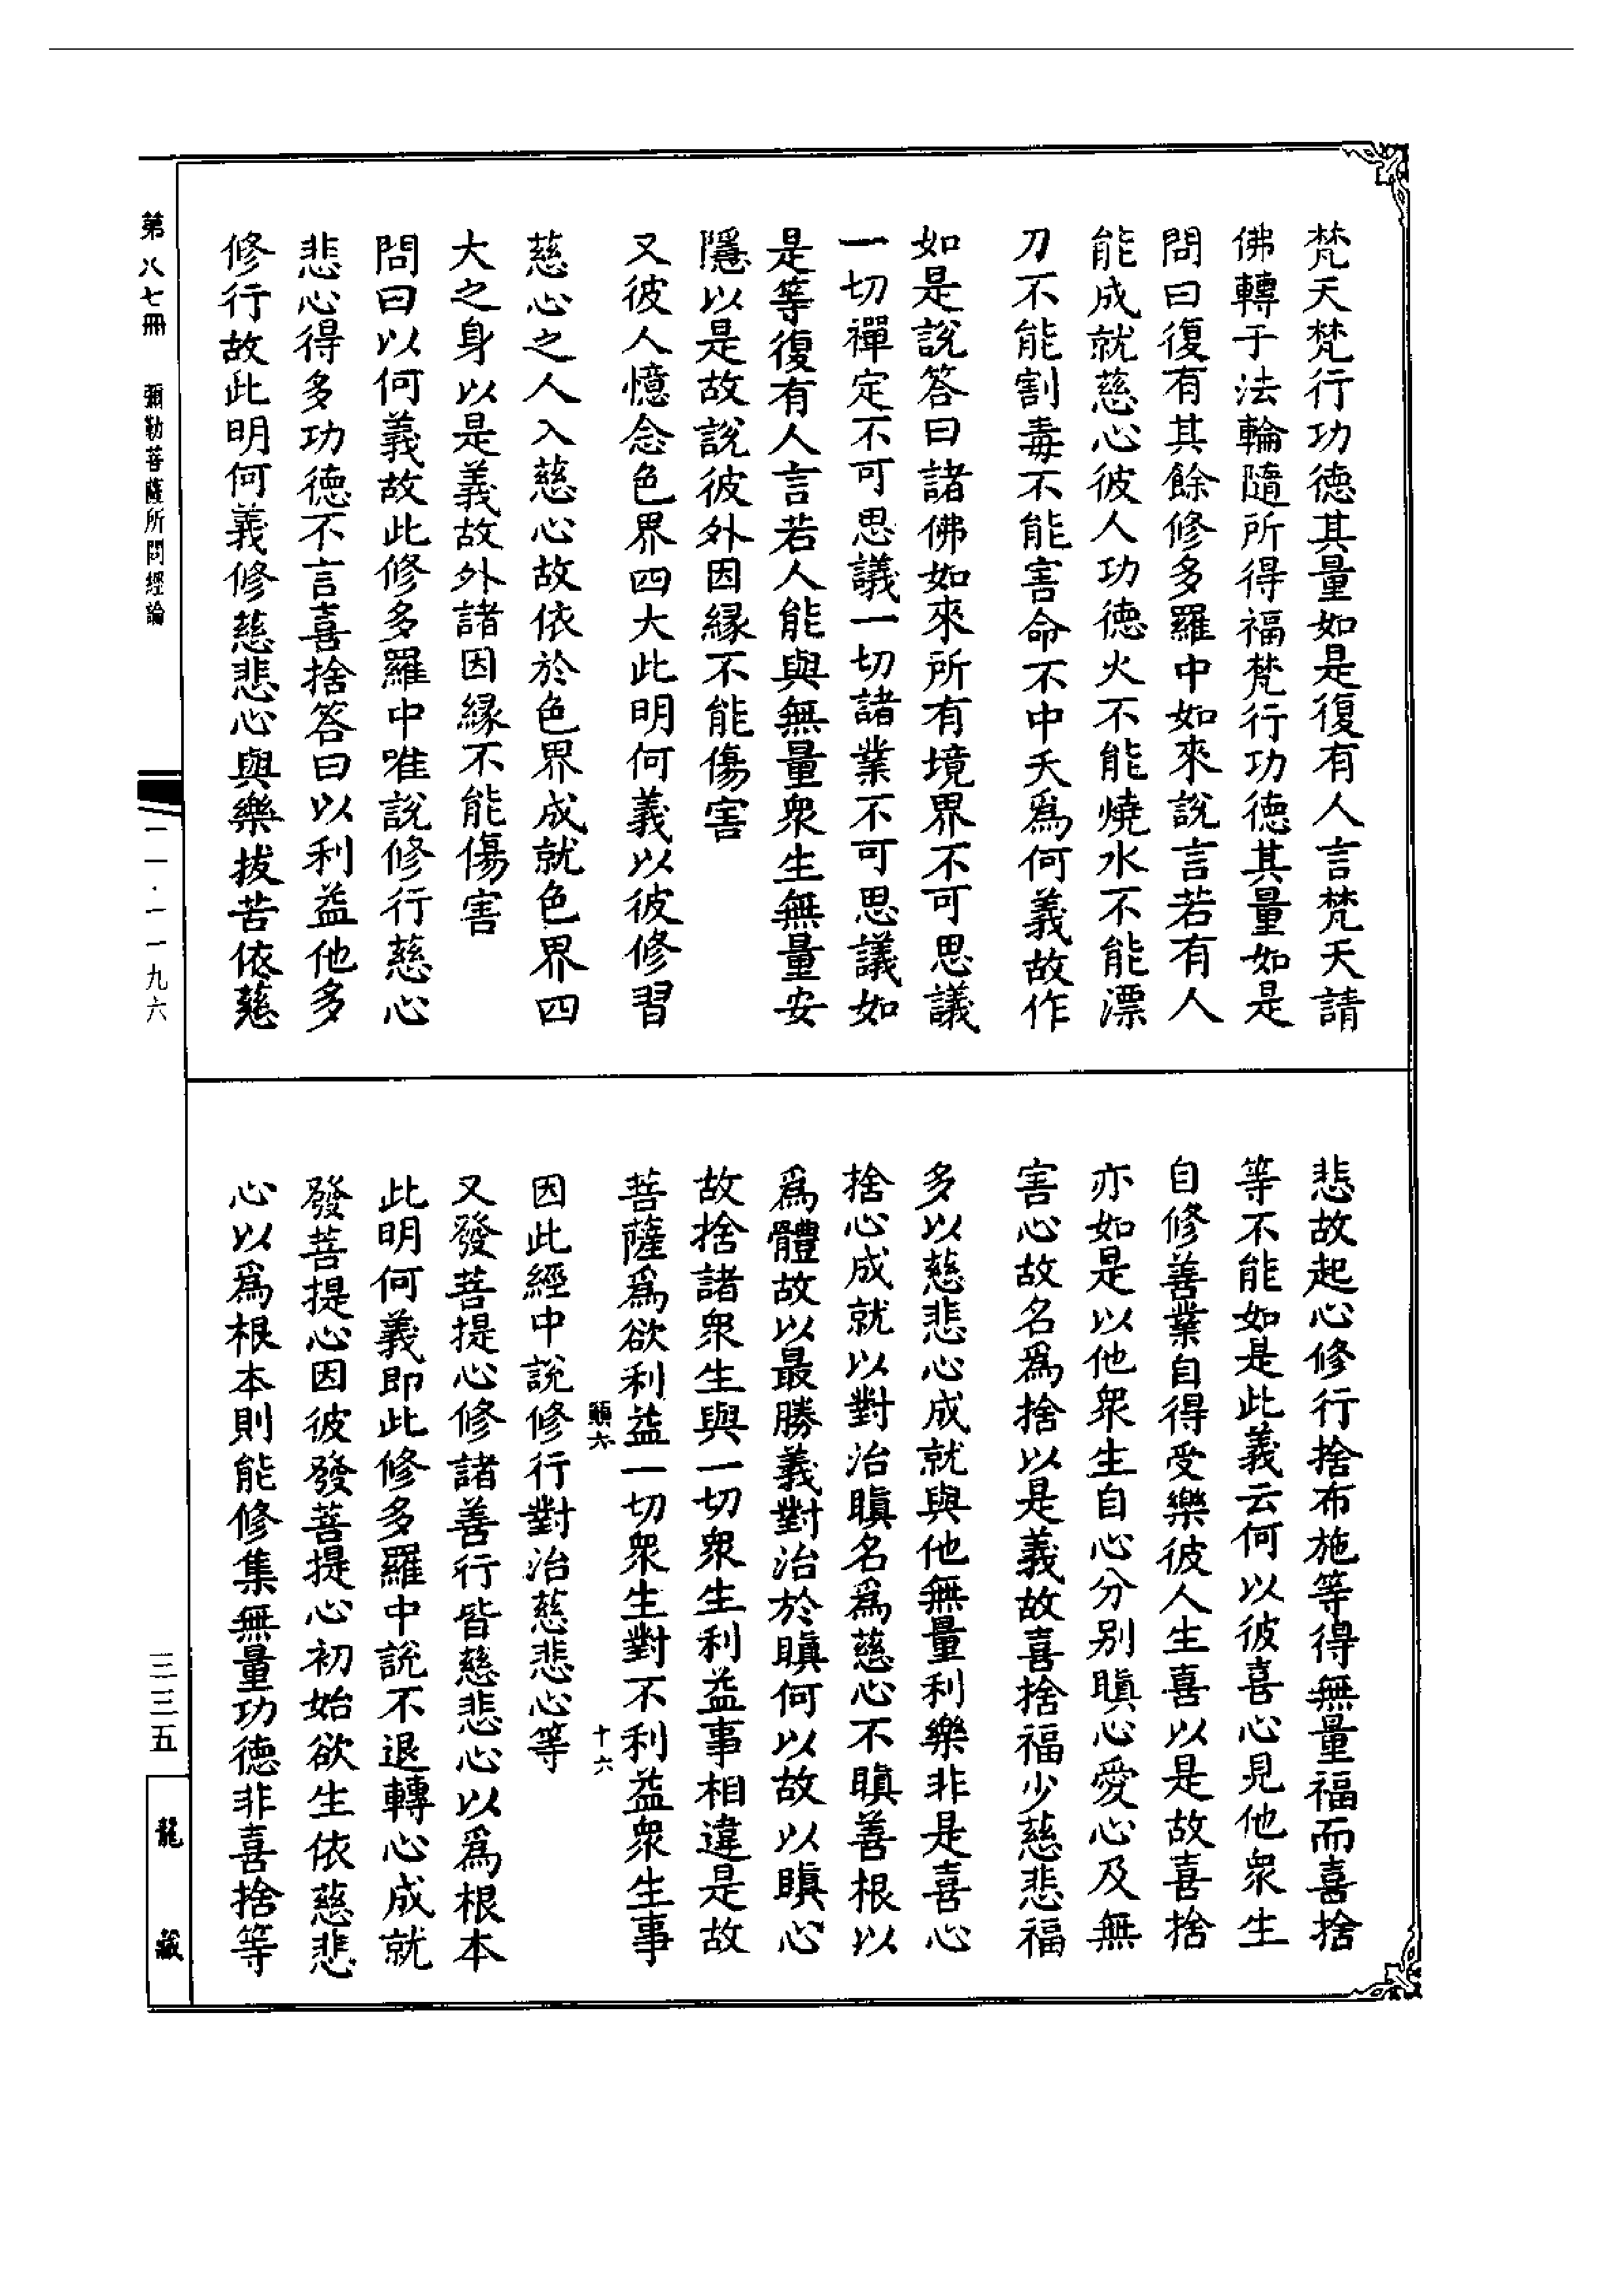 梵天梵行功德其量如是復有人言梵天請
佛轉于法輪隨所得福梵行功德其量如是
問曰復有其餘修多羅中如來說言若有人
能成就慈心彼人功德火不能燒水不能漂
刀不能割毒不能害命不中夭爲何義故作
如是說答曰諸佛如來所有境界不可思議
一切禪定不可思議一切諸業不可思議如
是等復有人言若人能與無量衆生無量安
隱以是故說彼外因緣不能傷害
又彼人憶念色界四大此明何義以彼修習
慈心之人入慈心故依於色界成就色界四
大之身以是義故外諸因緣不能傷害
問曰以何義故此修多羅中唯說修行慈心
悲心得多功德不言喜捨答曰以利益他多
修行故此明何義修慈悲心與樂拔苦依慈
悲故起心修行捨布施等得無量福而喜捨
等不能如是此義云何以彼喜心見他衆生
自修善業自得受樂彼人生喜以是故喜捨
亦如是以他衆生自心分別瞋心愛心及無
害心故名爲捨以是義故喜捨福少慈悲福
多以慈悲心成就與他無量利樂非是喜心
捨心成就以對治瞋名爲慈心不瞋善根以
爲體故以最勝義對治於瞋何以故以瞋心
故捨諸衆生與一切衆生利益事相違是故
菩薩爲欲利益一切衆生對不利益衆生事
願六 十六
因此經中說修行對治慈悲心等
又發菩提心修諸善行皆慈悲心以爲根本
此明何義即此修多羅中說不退轉心成就
發菩提心因彼發菩提心初始欲生依慈悲
心以爲根本則能修集無量功德非喜捨等
第八七冊 彌勒菩薩所問經論
一一·一一九六
三三五
龍藏